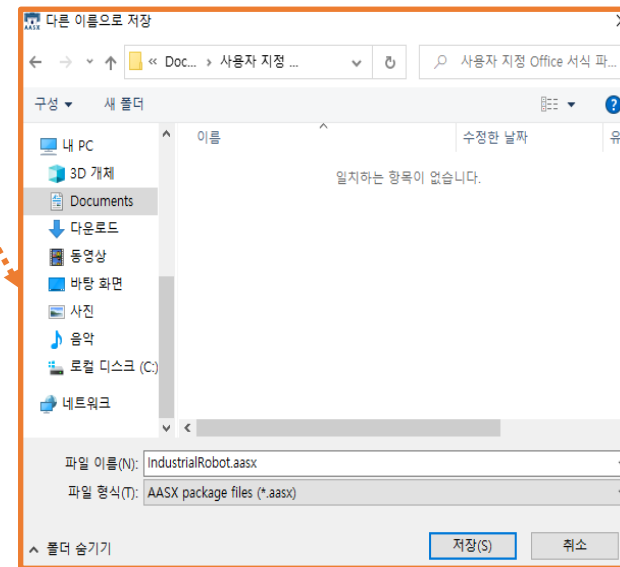 AASX 다른 이름으로 저장
« Doc... › 사용자 지정 ... 사용자 지정 Office 서식 파...
구성 새 폴더
이름 수정한 날짜 유
내 PC
일치하는 항목이 없습니다.
3D 개체
Documents
다운로드
동영상
바탕 화면
사진
음악
로컬 디스크 (C:)
네트워크
파일 이름(N): IndustrialRobot.aasx
파일 형식(T): AASX package files (*.aasx)
폴더 숨기기 저장(S) 취소